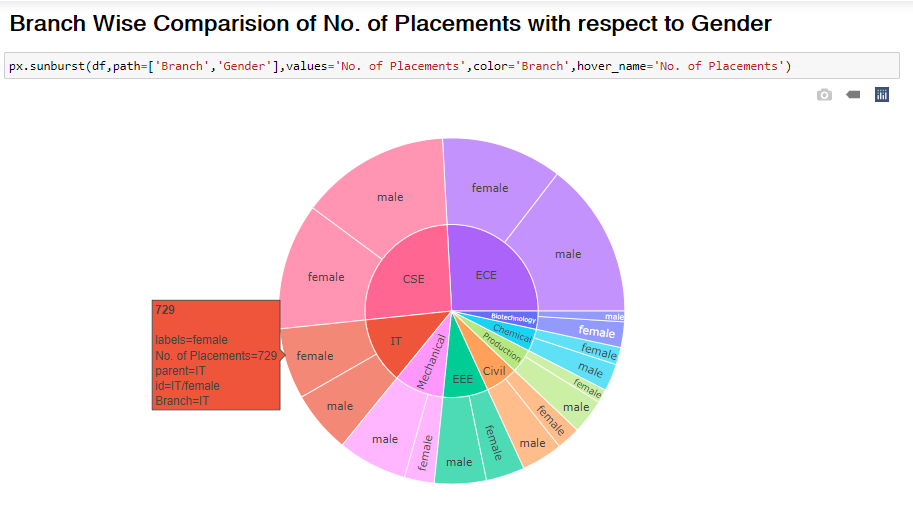 Branch Wise Comparision of No. of Placements with respect to Gender
px.sunburst(df,path=['Branch','Gender'],values='No. of Placements',color='Branch',hover_name='No. of Placements')
female
male
male
ECE
CSE
female
male
Biotechnology
female
729
labels=female
No. of Placements=729
parent=IT
id=IT/female
Branch=IT
female
IT
Chemical
female
Production
male
Mechanical
EEE
Civil
female
male
male
female
male
female
male
female
male